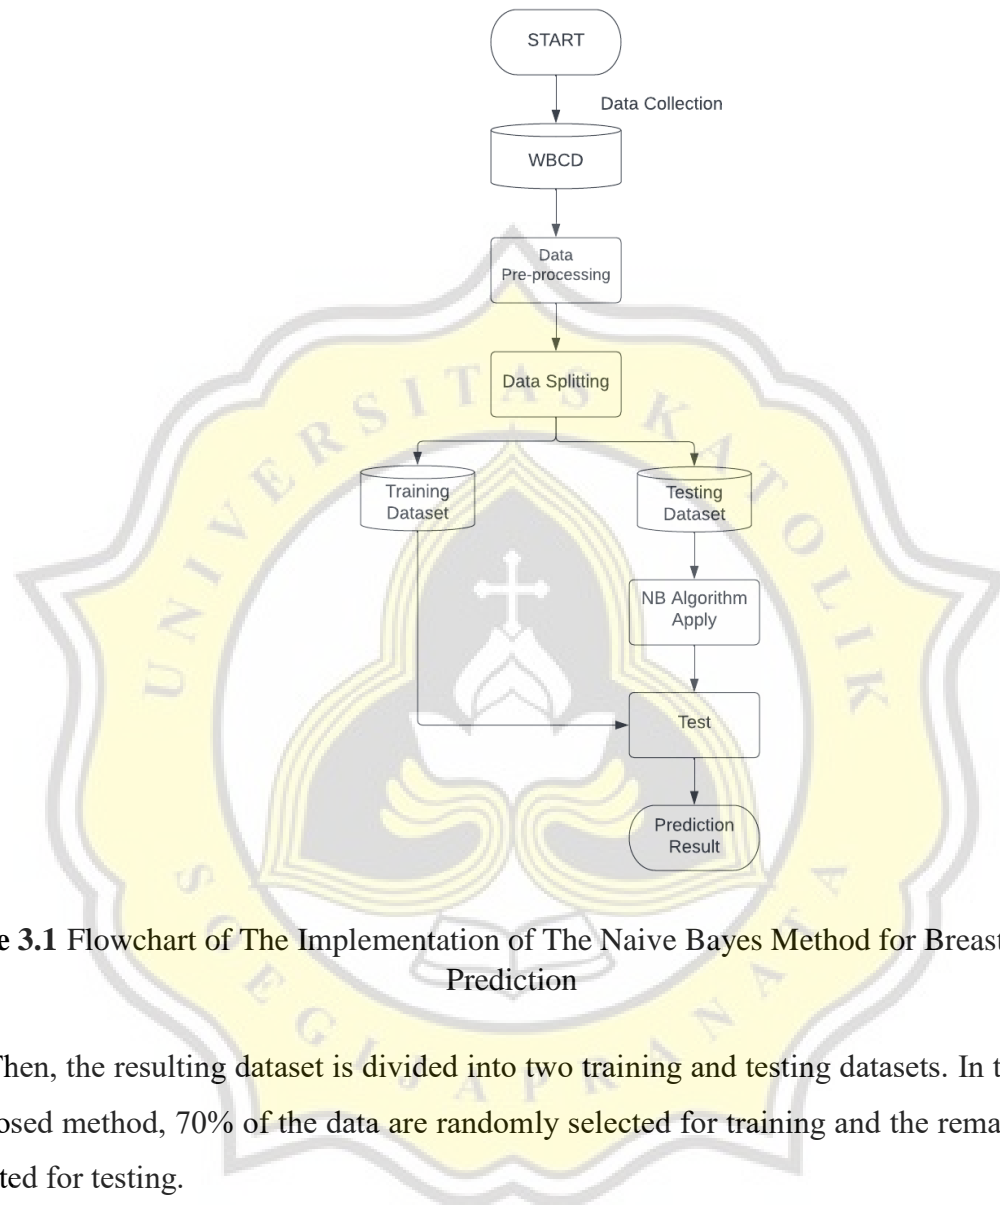 START
Data Collection
WBCD
Data
Pre-processing
Data Splitting
Training
Dataset
Testing
Dataset
NB Algorithm
Apply
Test
Prediction
Result
UNIVERSITAS KATOLIK
SOEGIJAPRANATA
e 3.1 Flowchart of The Implementation of The Naive Bayes Method for Breast
Prediction
Then, the resulting dataset is divided into two training and testing datasets. In t
osed method, 70% of the data are randomly selected for training and the rema
ted for testing.